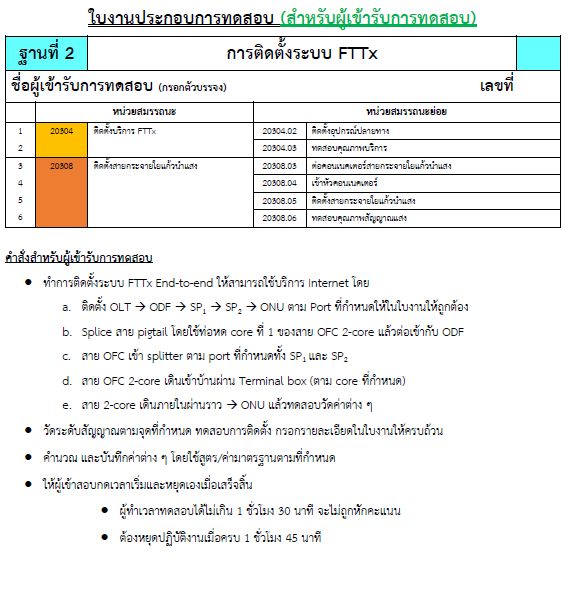 ใบงานประกอบการทดสอบ (สำหรับผู้เข้ารับการทดสอบ)
ฐานที่ 2 การติดตั้งระบบ FTTx
ชื่อผู้เข้ารับการทดสอบ (กรอกตัวบรรจง) เลขที่
หน่วยสมรรถนะ หน่วยสมรรถนะย่อย
1 20304 ติดตั้งบริการ FTTx 20304.02 ติดตั้งอุปกรณ์ปลายทาง
2 20304.03 ทดสอบคุณภาพบริการ
3 20308 ติดตั้งสายกระจายใยแก้วนำแสง 20308.03 ต่อคอนเนคเตอร์สายกระจายใยแก้วนำแสง
4 20308.04 เข้าหัวคอนเนคเตอร์
5 20308.05 ติดตั้งสายกระจายใยแก้วนำแสง
6 20308.06 ทดสอบคุณภาพสัญญาณแสง
คำสั่งสำหรับผู้เข้ารับการทดสอบ
● ทำการติดตั้งระบบ FTTx End-to-end ให้สามารถใช้บริการ Internet โดย
a. ติดตั้ง OLT → ODF → SP₁ → SP₂ → ONU ตาม Port ที่กำหนดให้ในใบงานให้ถูกต้อง
b. Splice สาย pigtail โดยใช้ท่อหด core ที่ 1 ของสาย OFC 2-core แล้วต่อเข้ากับ ODF
c. สาย OFC เข้า splitter ตาม port ที่กำหนดทั้ง SP₁ และ SP₂
d. สาย OFC 2-core เดินเข้าบ้านผ่าน Terminal box (ตาม core ที่กำหนด)
e. สาย 2-core เดินภายในผ่านราง → ONU แล้วทดสอบวัดค่าต่าง ๆ
● วัดระดับสัญญาณตามจุดที่กำหนด ทดสอบการติดตั้ง กรอกรายละเอียดในใบงานให้ครบถ้วน
● คำนวณ และบันทึกค่าต่าง ๆ โดยใช้สูตร/ค่ามาตรฐานตามที่กำหนด
● ให้ผู้เข้าสอบกดเวลาเริ่มและหยุดเองเมื่อเสร็จสิ้น
● ผู้ทำเวลาทดสอบได้ไม่เกิน 1 ชั่วโมง 30 นาที จะไม่ถูกหักคะแนน
● ต้องหยุดปฏิบัติงานเมื่อครบ 1 ชั่วโมง 45 นาที